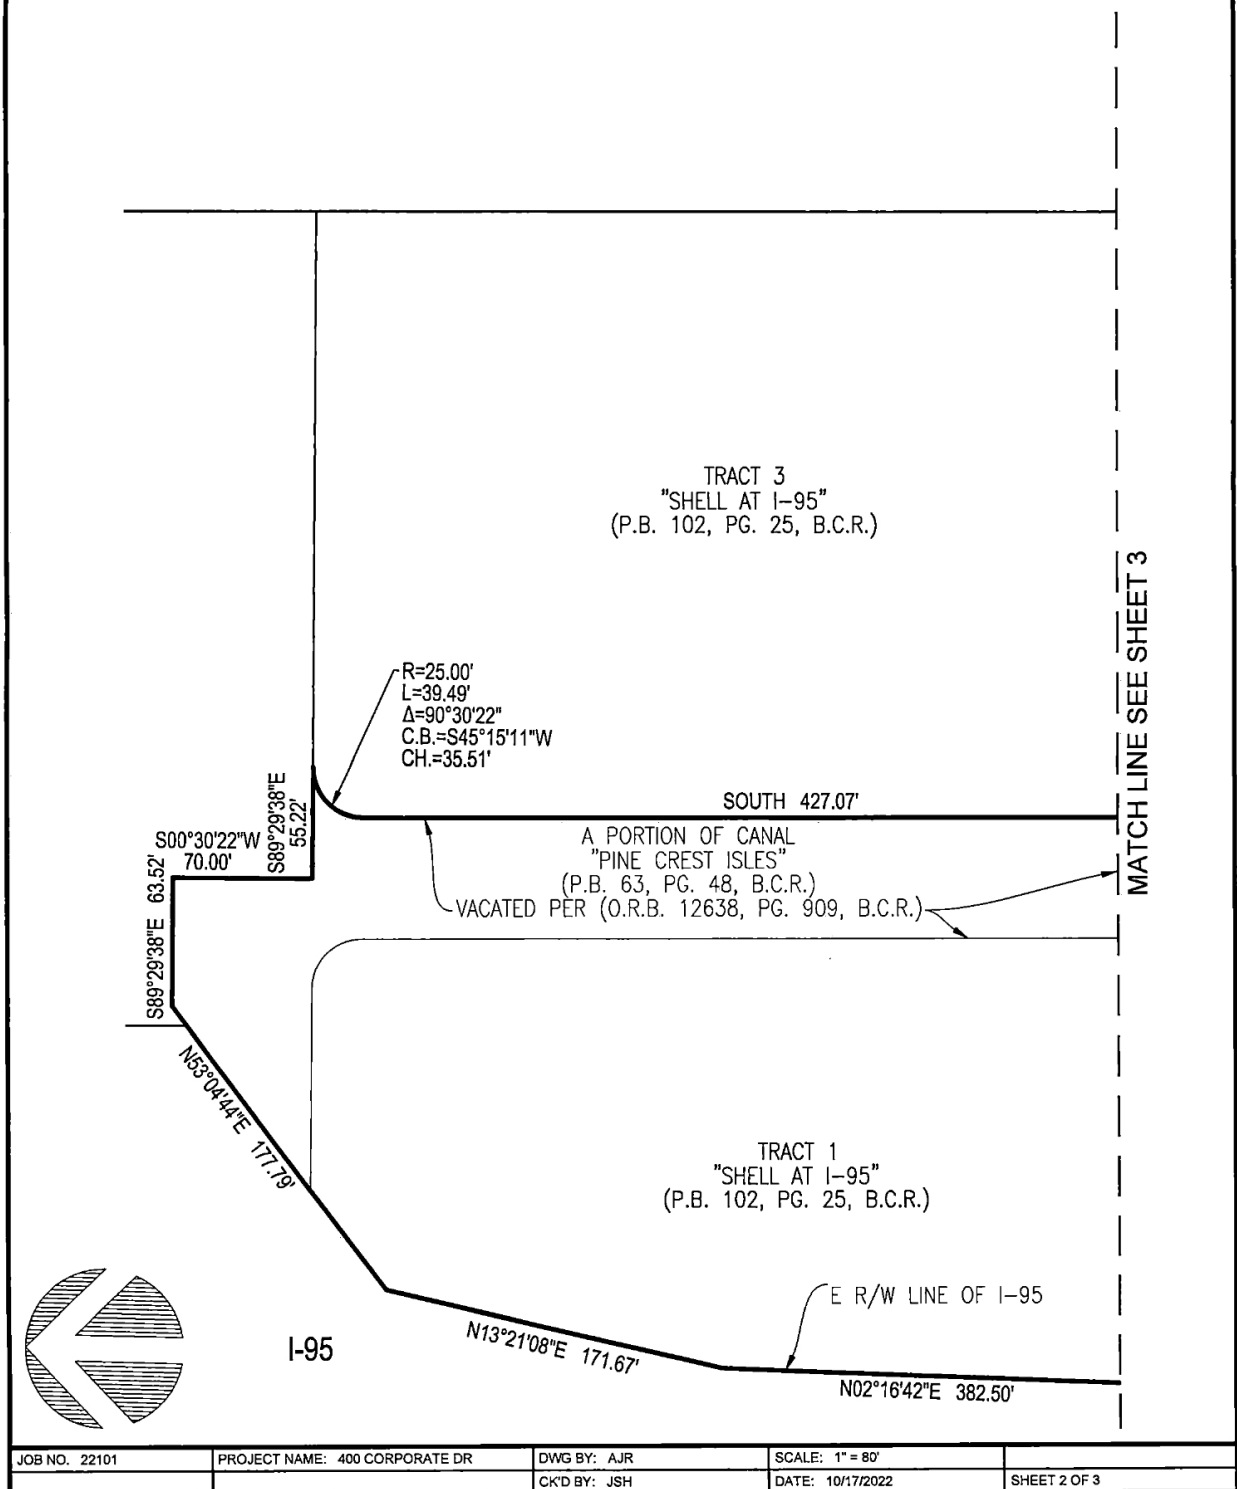 TRACT 3
"SHELL AT I-95"
(P.B. 102, PG. 25, B.C.R.)
MATCH LINE SEE SHEET 3
R=25.00'
L=39.49'
Δ=90°30'22"
C.B.=S45°15'11"W
CH.=35.51'
SOUTH 427.07'
S89°29'38"E
55.22'
S00°30'22"W
70.00'
S89°29'38"E 63.52'
A PORTION OF CANAL
"PINE CREST ISLES"
(P.B. 63, PG. 48, B.C.R.)
VACATED PER (O.R.B. 12638, PG. 909, B.C.R.)
N53°04'44"E 177.79'
TRACT 1
"SHELL AT I-95"
(P.B. 102, PG. 25, B.C.R.)
E R/W LINE OF I-95
I-95
N13°21'08"E 171.67'
N02°16'42"E 382.50'
JOB NO. 22101
PROJECT NAME: 400 CORPORATE DR
DWG BY: AJR
SCALE: 1" = 80'
CK'D BY: JSH
DATE: 10/17/2022
SHEET 2 OF 3